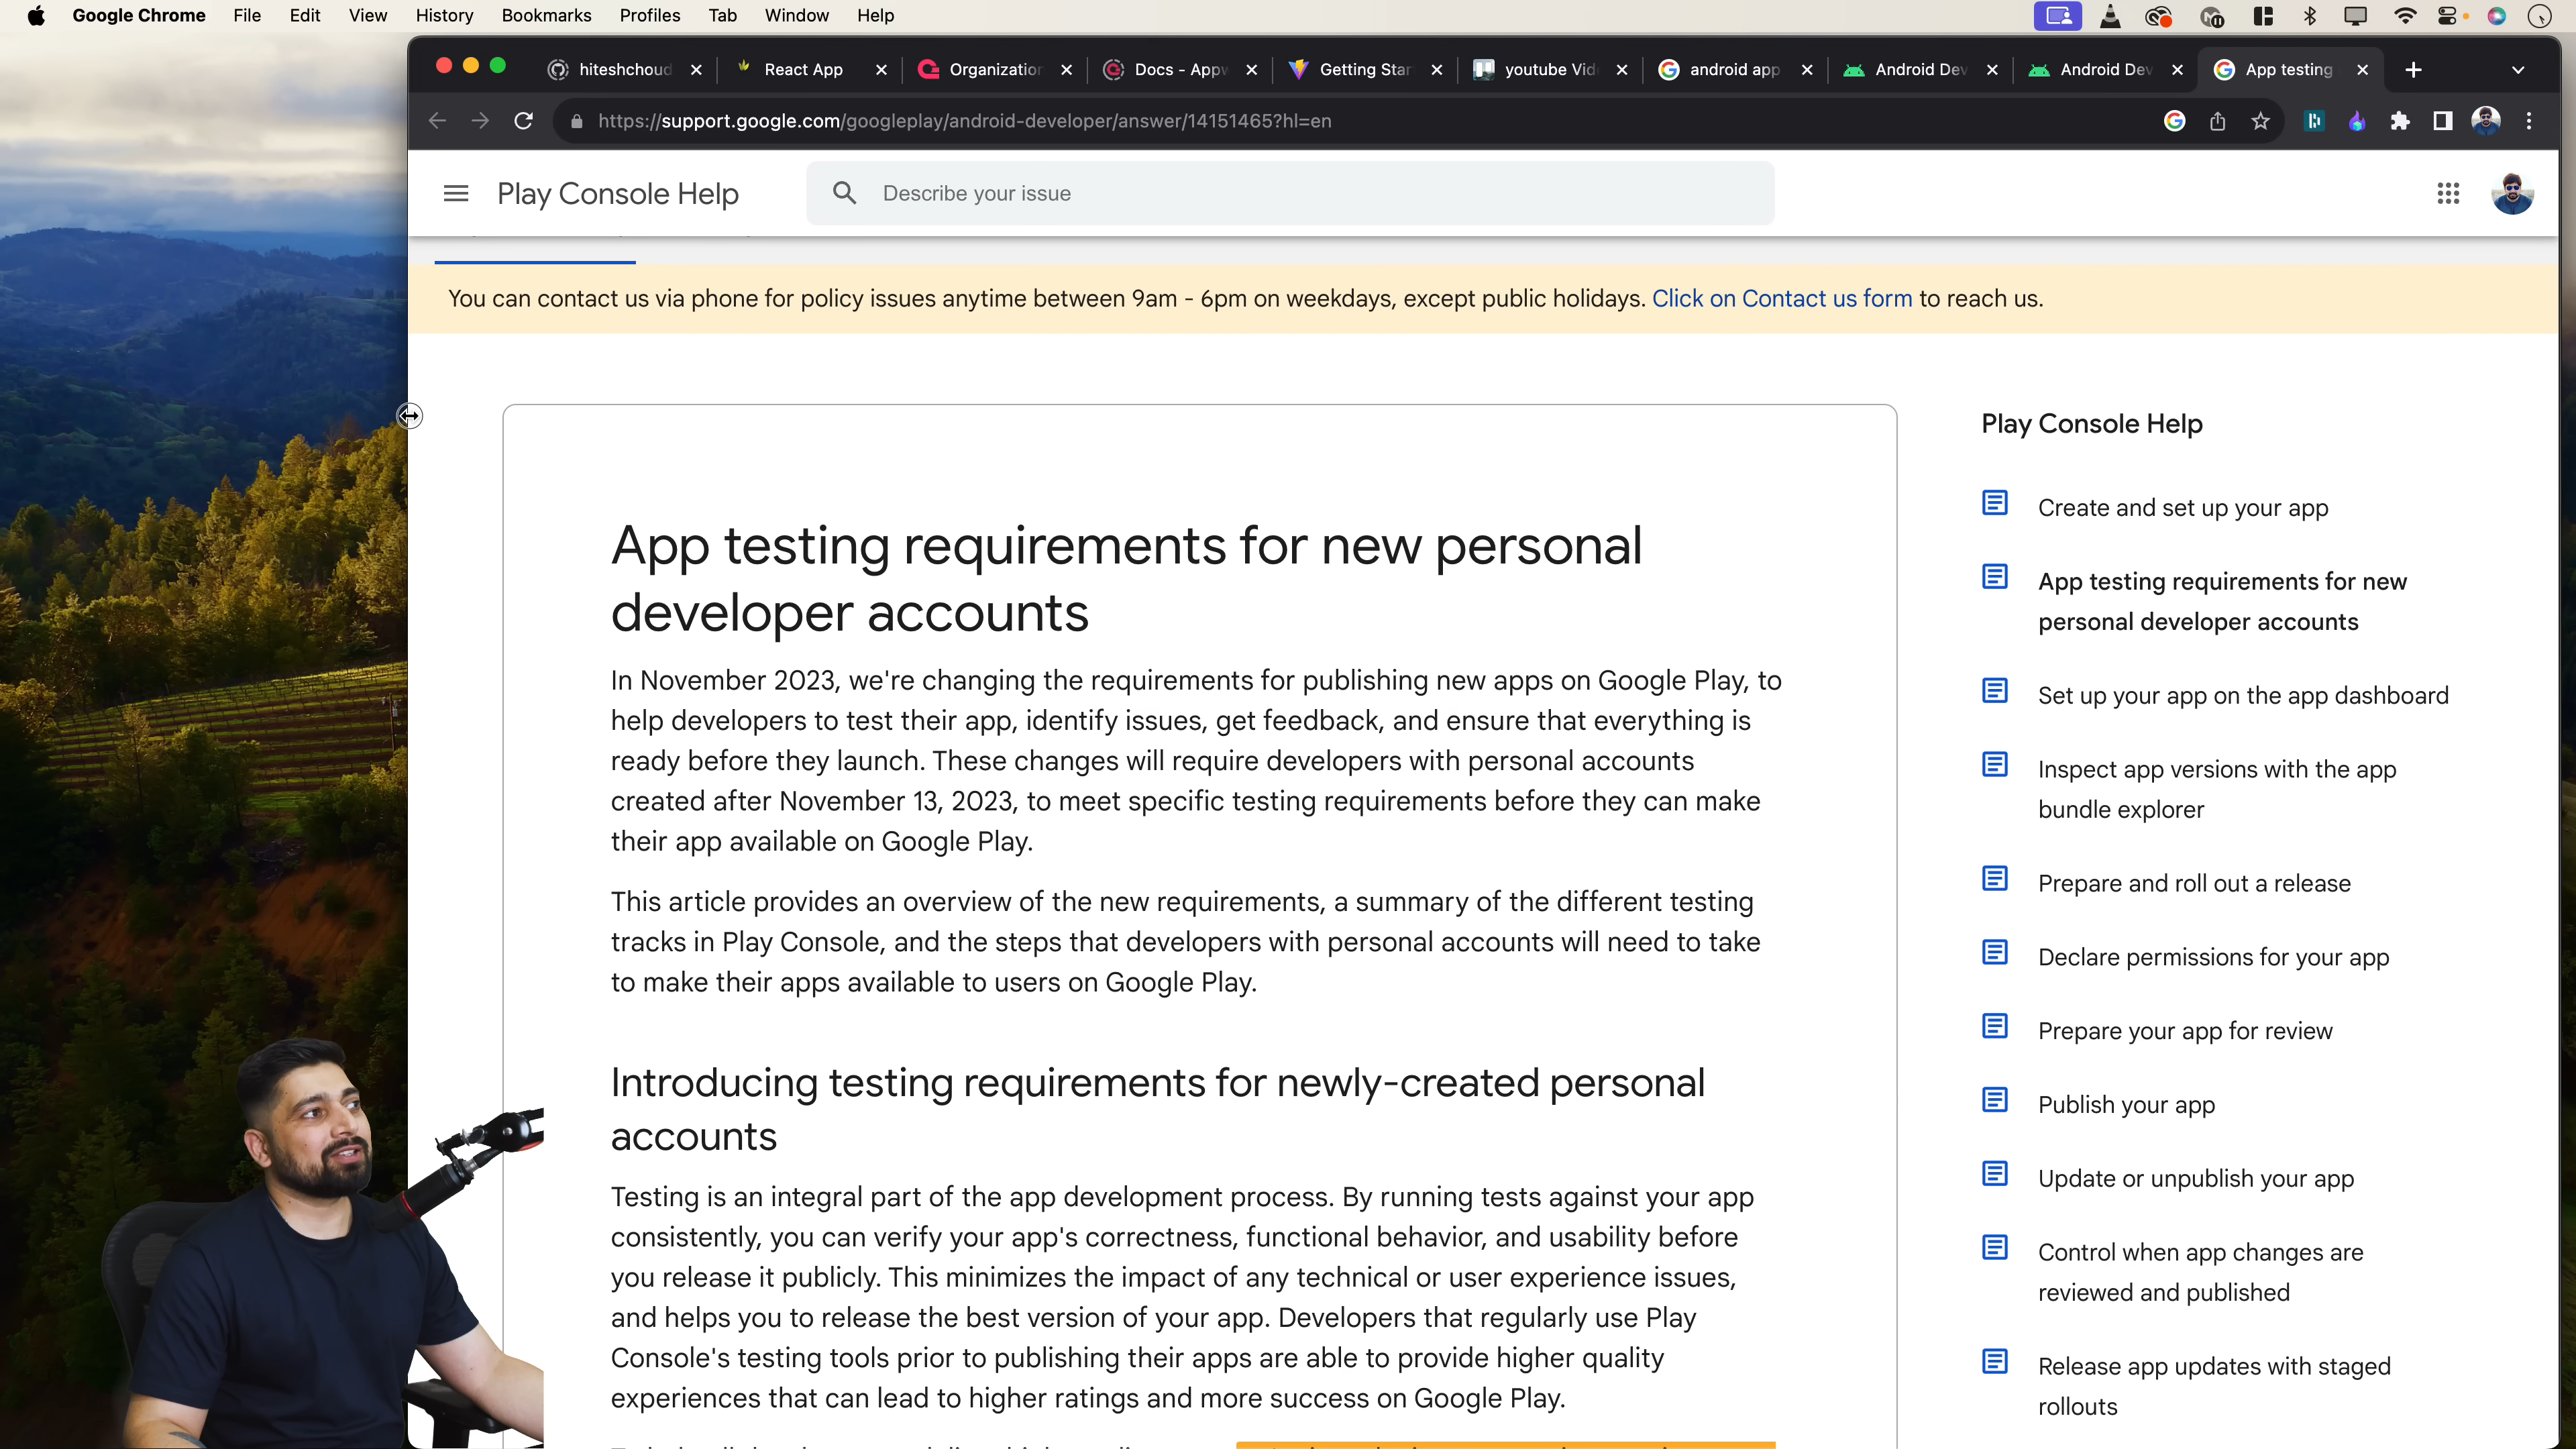 Google Chrome File Edit View History Bookmarks Profiles Tab Window Help
hiteshchoud React App Organization Docs - Appw Getting Star youtube Vid android app Android Dev Android Dev App testing
https://support.google.com/googleplay/android-developer/answer/14151465?hl=en
Play Console Help
Describe your issue
You can contact us via phone for policy issues anytime between 9am - 6pm on weekdays, except public holidays. Click on Contact us form to reach us.
App testing requirements for new personal
developer accounts
In November 2023, we're changing the requirements for publishing new apps on Google Play, to
help developers to test their app, identify issues, get feedback, and ensure that everything is
ready before they launch. These changes will require developers with personal accounts
created after November 13, 2023, to meet specific testing requirements before they can make
their app available on Google Play.
This article provides an overview of the new requirements, a summary of the different testing
tracks in Play Console, and the steps that developers with personal accounts will need to take
to make their apps available to users on Google Play.
Introducing testing requirements for newly-created personal
accounts
Testing is an integral part of the app development process. By running tests against your app
consistently, you can verify your app's correctness, functional behavior, and usability before
you release it publicly. This minimizes the impact of any technical or user experience issues,
and helps you to release the best version of your app. Developers that regularly use Play
Console's testing tools prior to publishing their apps are able to provide higher quality
experiences that can lead to higher ratings and more success on Google Play.
Play Console Help
Create and set up your app
App testing requirements for new
personal developer accounts
Set up your app on the app dashboard
Inspect app versions with the app
bundle explorer
Prepare and roll out a release
Declare permissions for your app
Prepare your app for review
Publish your app
Update or unpublish your app
Control when app changes are
reviewed and published
Release app updates with staged
rollouts